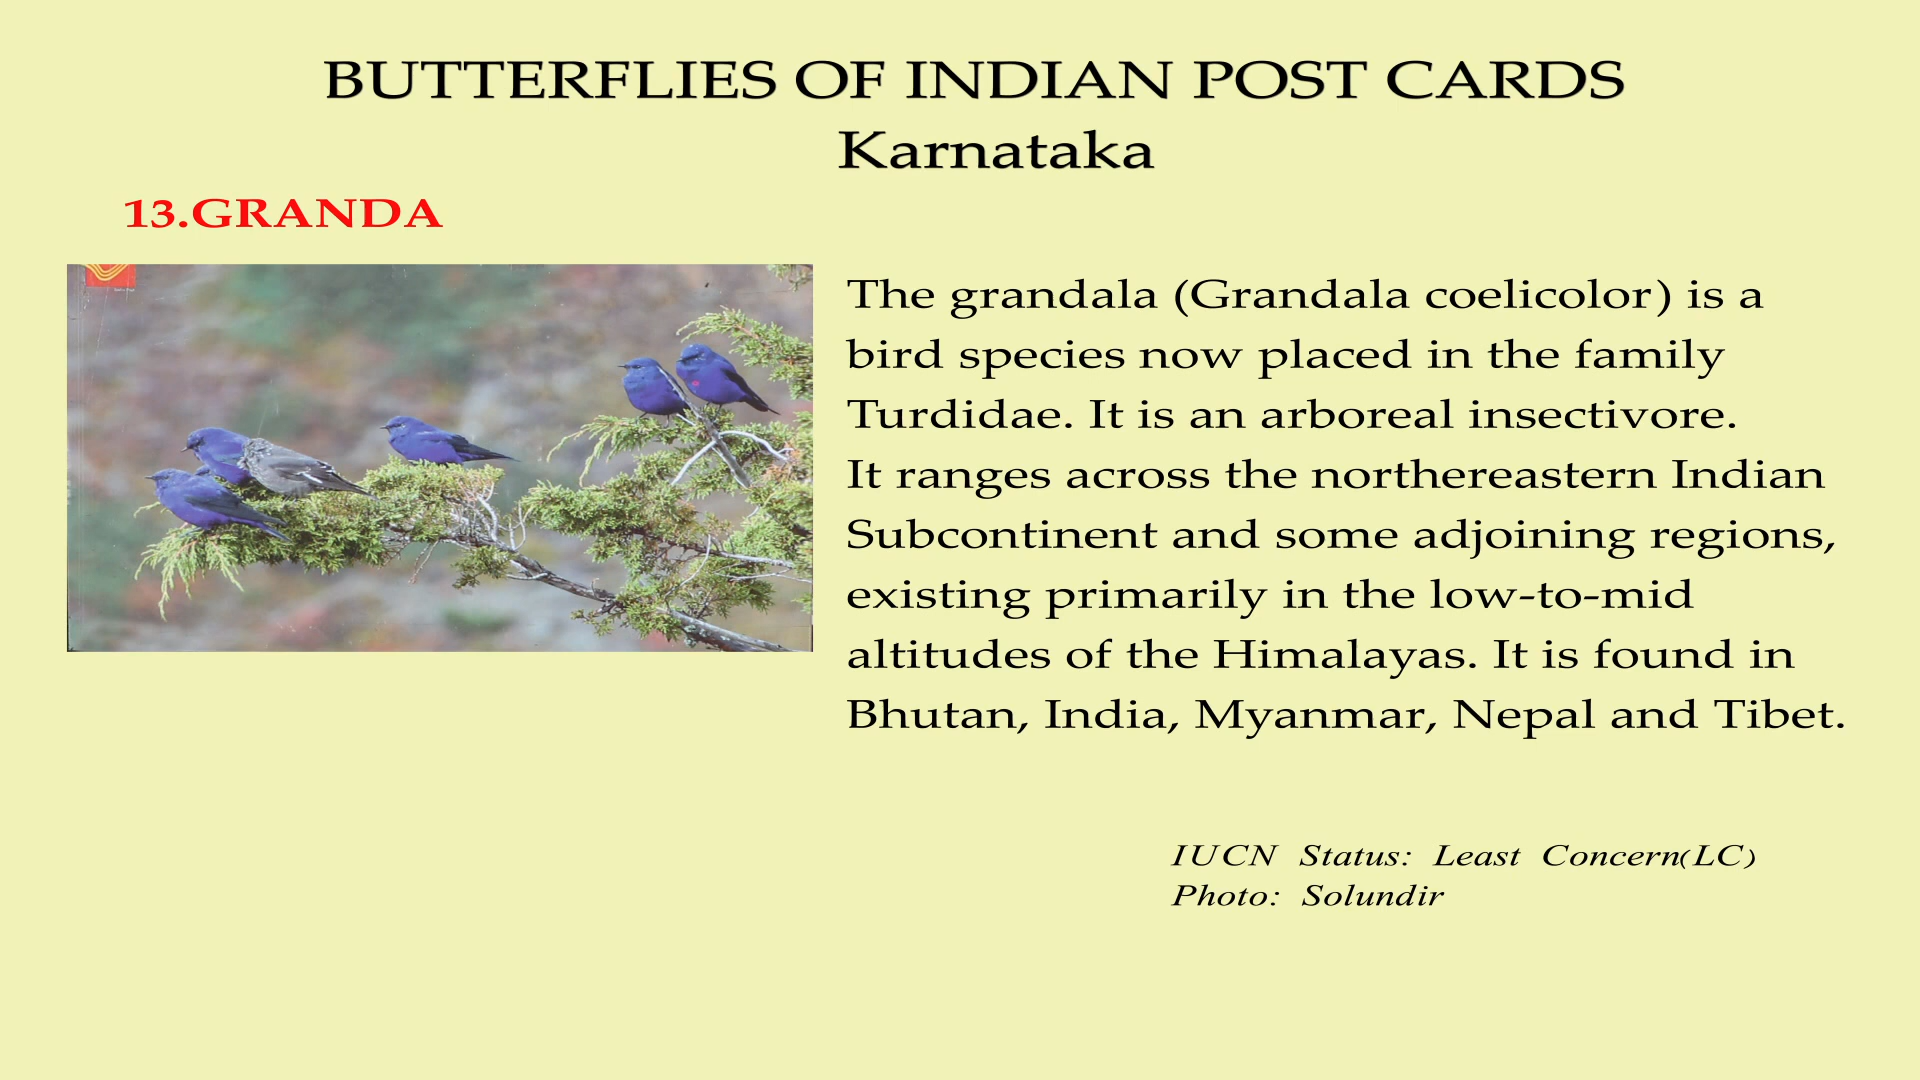 BUTTERFLIES OF INDIAN POST CARDS
Karnataka
13.GRANDA
The grandala (Grandala coelicolor) is a
bird species now placed in the family
Turdidae. It is an arboreal insectivore.
It ranges across the northereastern Indian
Subcontinent and some adjoining regions,
existing primarily in the low-to-mid
altitudes of the Himalayas. It is found in
Bhutan, India, Myanmar, Nepal and Tibet.
IUCN Status: Least Concern(LC)
Photo: Solundir